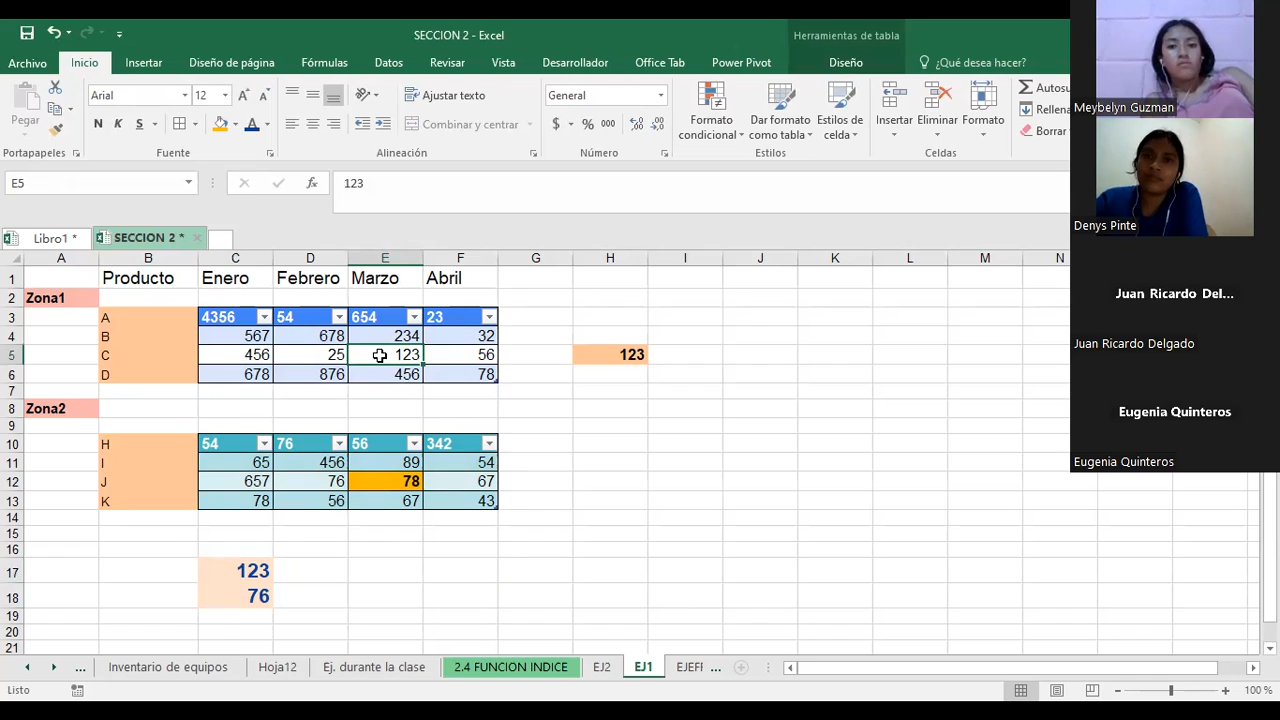 SECCION 2 - Excel
Herramientas de tabla
Archivo Inicio Insertar Diseño de página Fórmulas Datos Revisar Vista Desarrollador Office Tab Power Pivot Diseño ¿Qué desea hacer?
Pegar
Arial 12
N K S
Ajustar texto
Combinar y centrar
General
$ % 000
Formato condicional
Dar formato como tabla
Estilos de celda
Insertar Eliminar Formato
Autosu
Rellena
Borrar
Portapapeles Fuente Alineación Número Estilos Celdas
E5 fx 123
Libro1 * SECCION 2 *
A B C D E F G H I J K L M N
1 Producto Enero Febrero Marzo Abril
2 Zona1
3 A 4356 54 654 23
4 B 567 678 234 32
5 C 456 25 123 56 123
6 D 678 876 456 78
7
8 Zona2
9
10 H 54 76 56 342
11 I 65 456 89 54
12 J 657 76 78 67
13 K 78 56 67 43
14
15
16
17 123
18 76
19
20
21
... Inventario de equipos Hoja12 Ej. durante la clase 2.4 FUNCION INDICE EJ2 EJ1 EJEFI ...
Listo 100 %
Meybelyn Guzman
Denys Pinte
Juan Ricardo Del...
Juan Ricardo Delgado
Eugenia Quinteros
Eugenia Quinteros